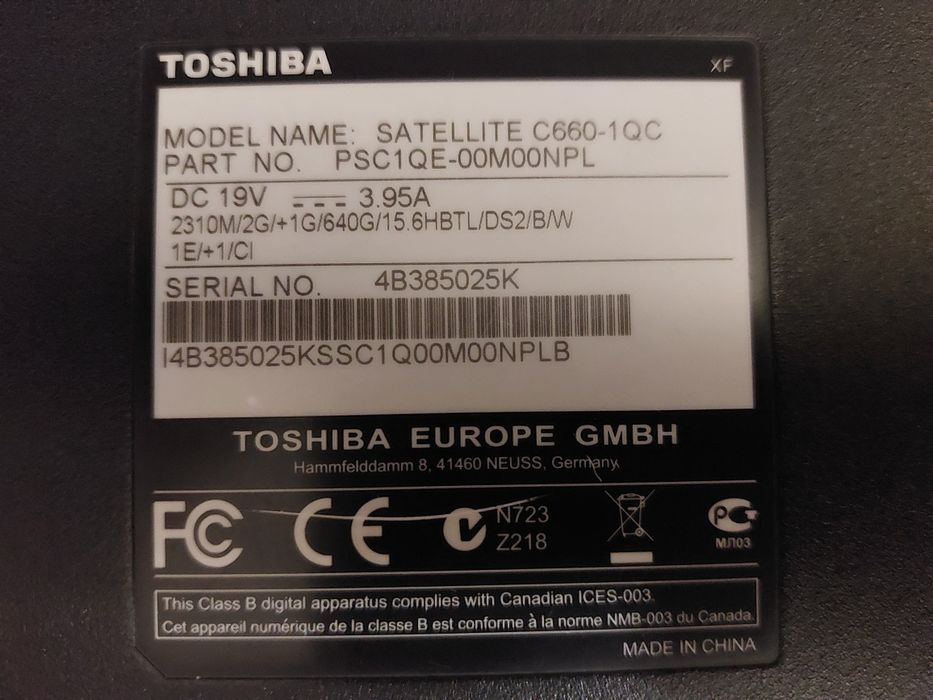 TOSHIBA
XF
MODEL NAME: SATELLITE C660-1QC
PART NO. PSC1QE-00M00NPL
DC 19V 3.95A
2310M/2G/+1G/640G/15.6HBTL/DS2/B/W
1E/+1/CI
SERIAL NO. 4B385025K
I4B385025KSSC1Q00M00NPLB
TOSHIBA EUROPE GMBH
Hammfelddamm 8, 41460 NEUSS, Germany
FC CE N723
Z218
РСТ
МЛ03
This Class B digital apparatus complies with Canadian ICES-003.
Cet appareil numérique de la classe B est conforme à la norme NMB-003 du Canada.
MADE IN CHINA